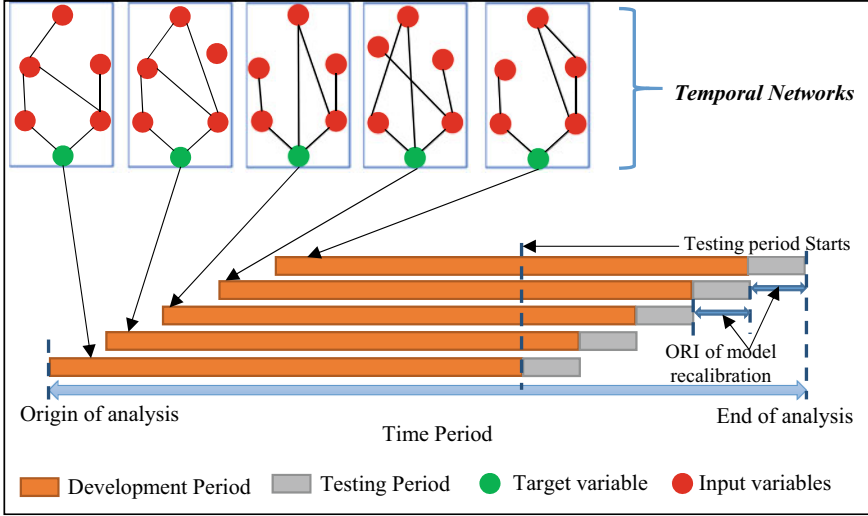 Temporal Networks
Testing period Starts
ORI of model
recalibration
Origin of analysis
End of analysis
Time Period
Development Period
Testing Period
Target variable
Input variables